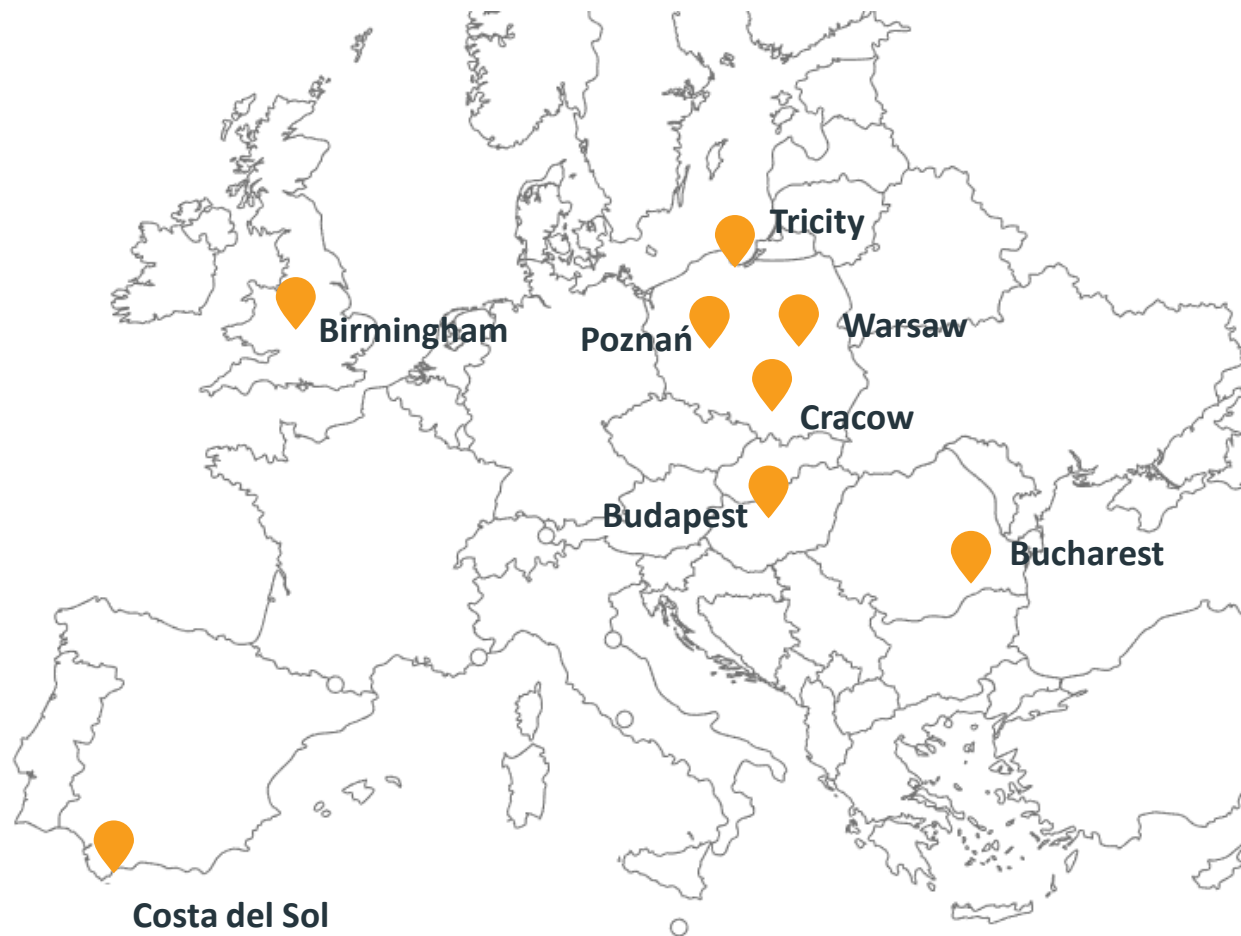 Tricity
Birmingham
Poznań
Warsaw
Cracow
Budapest
Bucharest
Costa del Sol